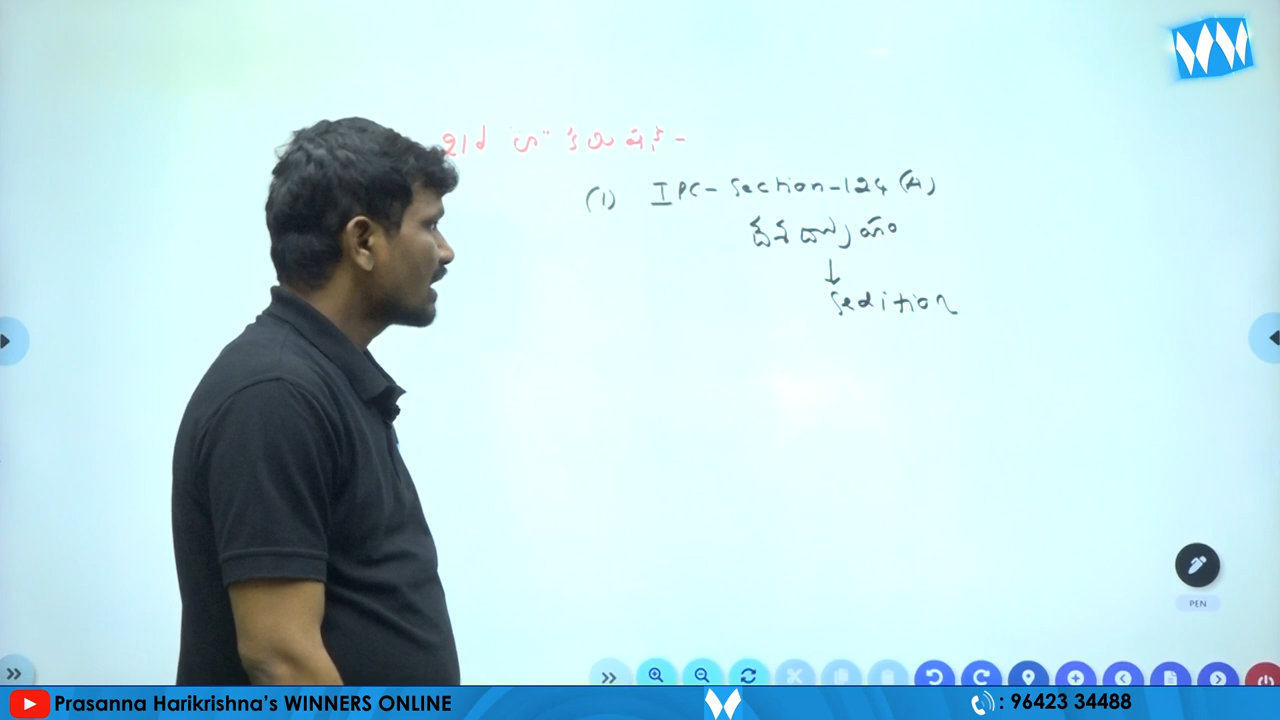 (1) IPC - Section - 124 (A)
దేశద్రోహం
↓
Sedition
PEN
Prasanna Harikrishna's WINNERS ONLINE
: 96423 34488